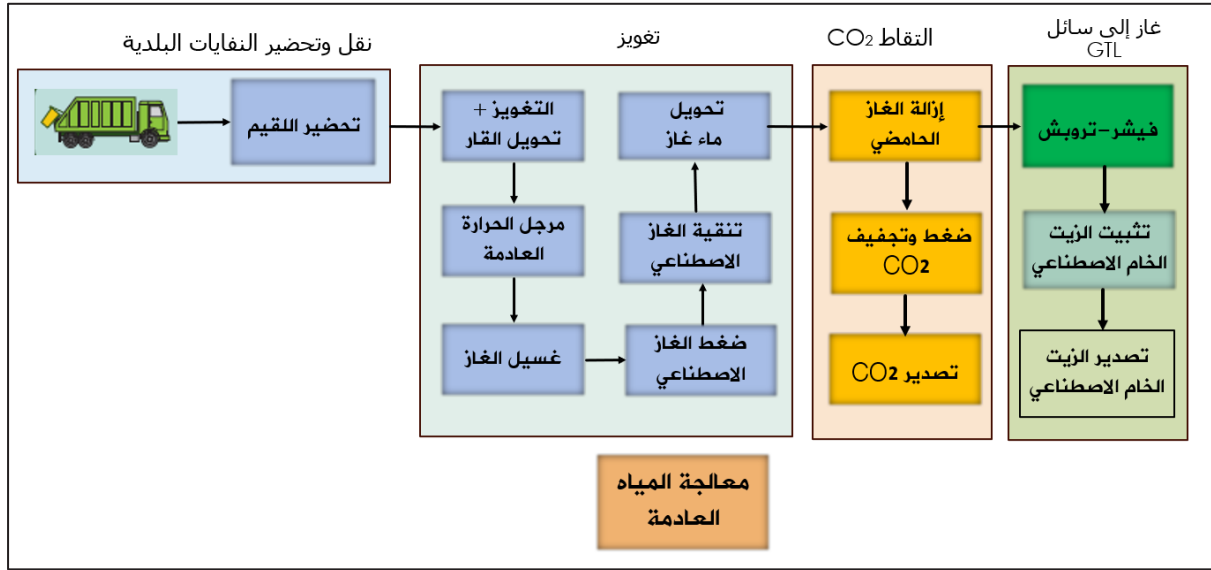 نقل وتحضير النفايات البلدية
تحضير اللقيم
تغويز
التغويز +
تحويل القار
مرجل الحرارة
العادمة
غسيل الغاز
ضغط الغاز
الاصطناعي
تنقية الغاز
الاصطناعي
تحويل
ماء غاز
التقاط CO₂
إزالة الغاز
الحامضي
ضغط وتجفيف
CO2
تصدير CO2
غاز إلى سائل
GTL
فيشر-تروبش
تثبيت الزيت
الخام الاصطناعي
تصدير الزيت
الخام الاصطناعي
معالجة المياه
العادمة